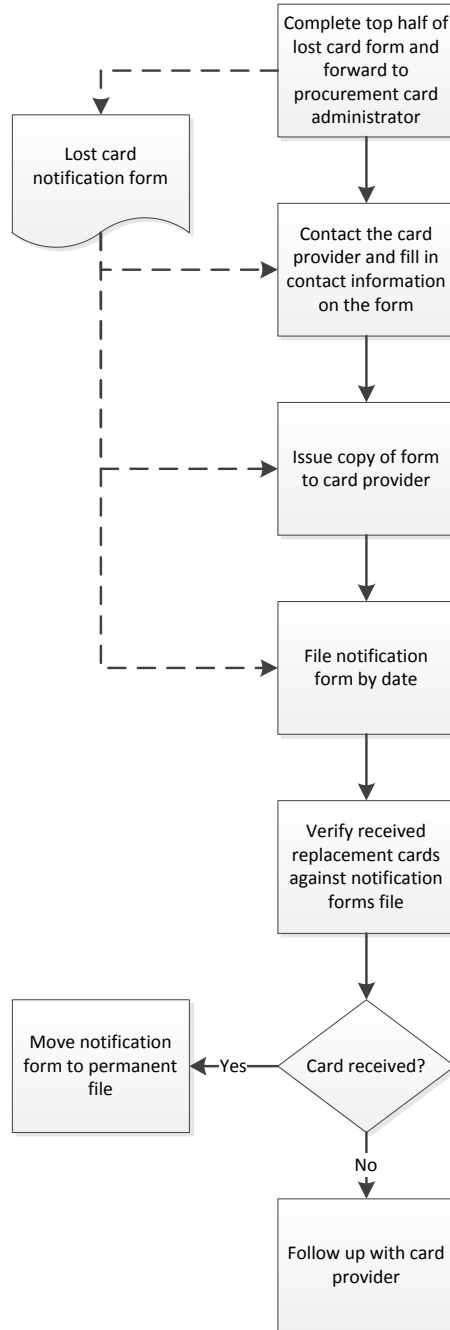 Complete top half of
lost card form and
forward to
procurement card
administrator
Lost card
notification form
Contact the card
provider and fill in
contact information
on the form
Issue copy of form
to card provider
File notification
form by date
Verify received
replacement cards
against notification
forms file
Move notification
form to permanent
file
Yes
Card received?
No
Follow up with card
provider